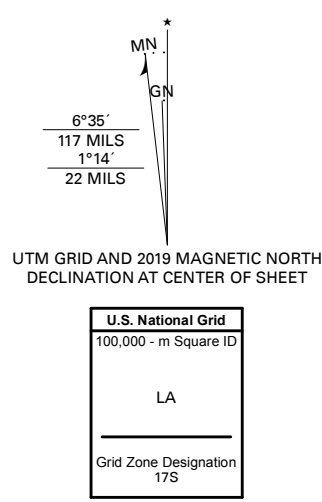 ★
MN
GN
6°35´
117 MILS
1°14´
22 MILS
UTM GRID AND 2019 MAGNETIC NORTH
DECLINATION AT CENTER OF SHEET
U.S. National Grid
100,000 - m Square ID
LA
Grid Zone Designation
17S